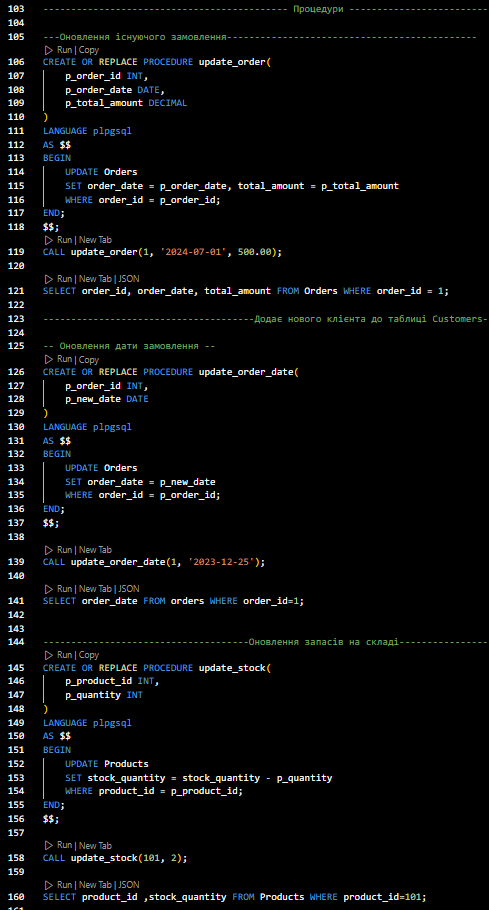 103 -------------------------------------------- Процедури -------------------------
104
105 ---Оновлення існуючого замовлення---------------------------------------------
Run | Copy
106 CREATE OR REPLACE PROCEDURE update_order(
107 p_order_id INT,
108 p_order_date DATE,
109 p_total_amount DECIMAL
110 )
111 LANGUAGE plpgsql
112 AS $$
113 BEGIN
114 UPDATE Orders
115 SET order_date = p_order_date, total_amount = p_total_amount
116 WHERE order_id = p_order_id;
117 END;
118 $$;
Run | New Tab
119 CALL update_order(1, '2024-07-01', 500.00);
120
Run | New Tab | JSON
121 SELECT order_id, order_date, total_amount FROM Orders WHERE order_id = 1;
122
123 --------------------------------------Додає нового клієнта до таблиці Customers-
124
125 -- Оновлення дати замовлення --
Run | Copy
126 CREATE OR REPLACE PROCEDURE update_order_date(
127 p_order_id INT,
128 p_new_date DATE
129 )
130 LANGUAGE plpgsql
131 AS $$
132 BEGIN
133 UPDATE Orders
134 SET order_date = p_new_date
135 WHERE order_id = p_order_id;
136 END;
137 $$;
138
Run | New Tab
139 CALL update_order_date(1, '2023-12-25');
140
Run | New Tab | JSON
141 SELECT order_date FROM orders WHERE order_id=1;
142
143
144 -------------------------------------Оновлення запасів на складі----------------
Run | Copy
145 CREATE OR REPLACE PROCEDURE update_stock(
146 p_product_id INT,
147 p_quantity INT
148 )
149 LANGUAGE plpgsql
150 AS $$
151 BEGIN
152 UPDATE Products
153 SET stock_quantity = stock_quantity - p_quantity
154 WHERE product_id = p_product_id;
155 END;
156 $$;
157
Run | New Tab
158 CALL update_stock(101, 2);
159
Run | New Tab | JSON
160 SELECT product_id ,stock_quantity FROM Products WHERE product_id=101;